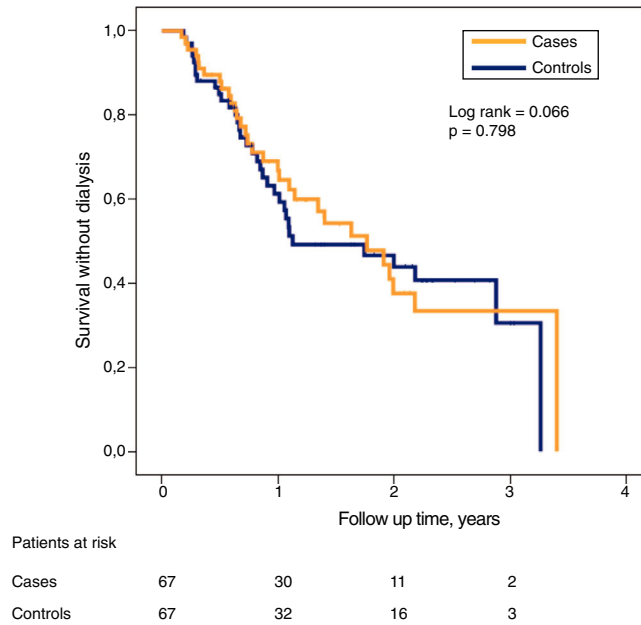 1,0
0,8
0,6
0,4
0,2
0,0
Survival without dialysis
Cases
Controls
Log rank = 0.066
p = 0.798
0 1 2 3 4
Follow up time, years
Patients at risk
Cases 67 30 11 2
Controls 67 32 16 3